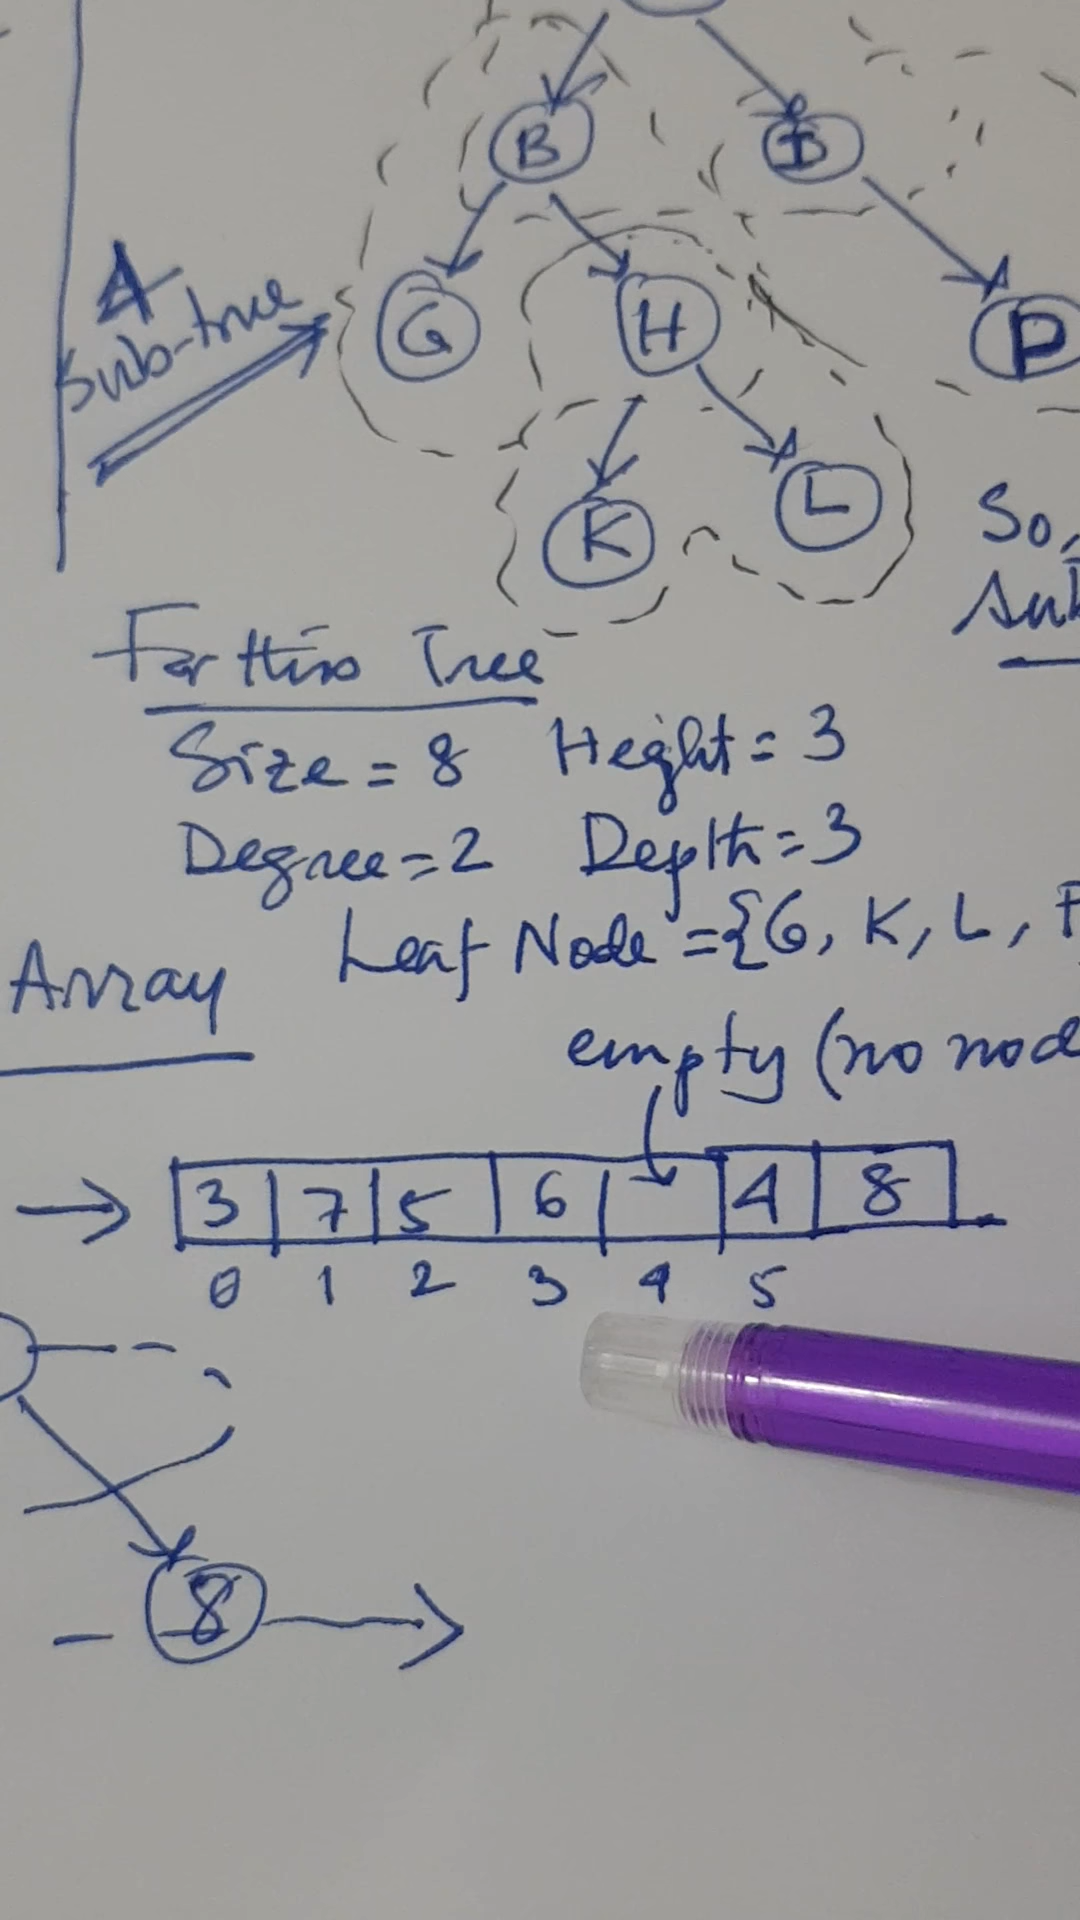 B
G H P
A
Sub-tree
K L
So,
For this Tree
Size = 8 Height = 3
Degree = 2 Depth = 3
Leaf Node = {G, K, L, P
Array
empty (no nod
3 7 5 6 4 8
0 1 2 3 4 5
8